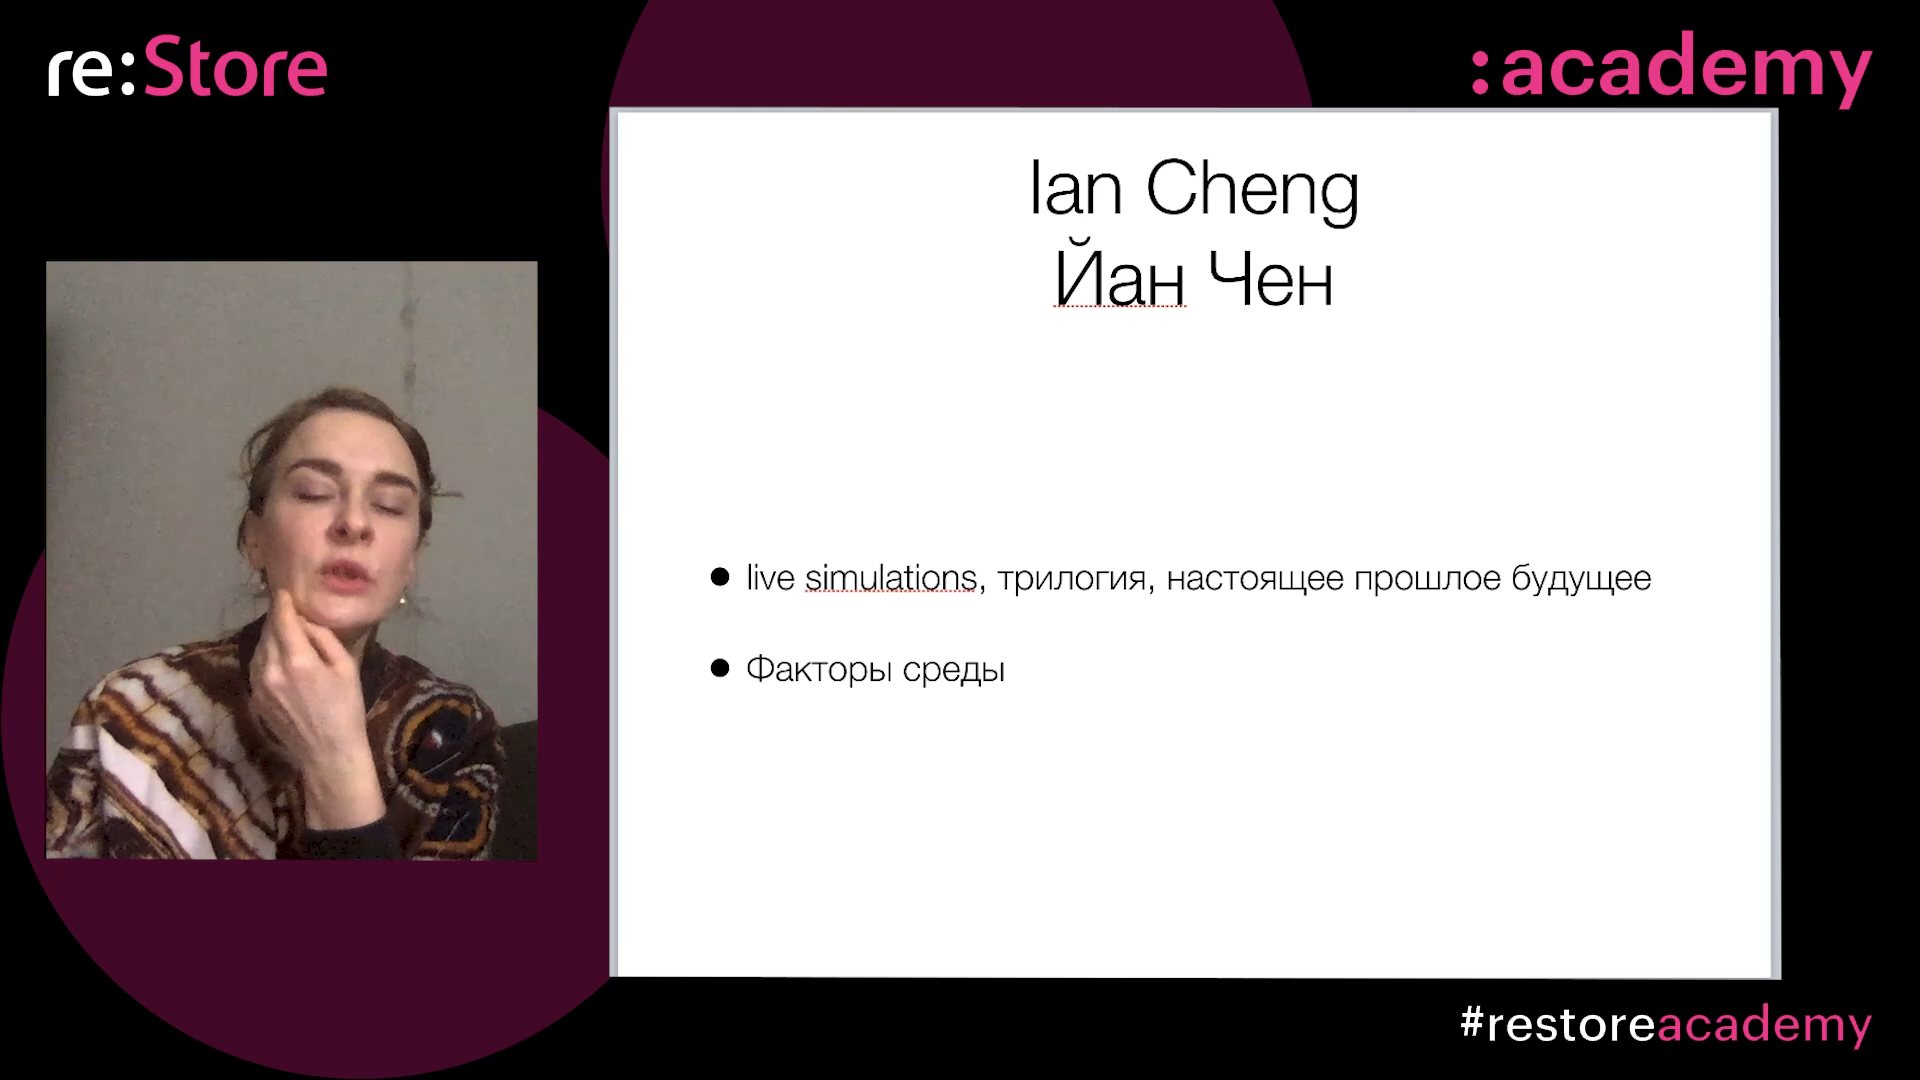 re:Store
:academy
Ian Cheng
Йан Чен
live simulations, трилогия, настоящее прошлое будущее
Факторы среды
#restoreacademy